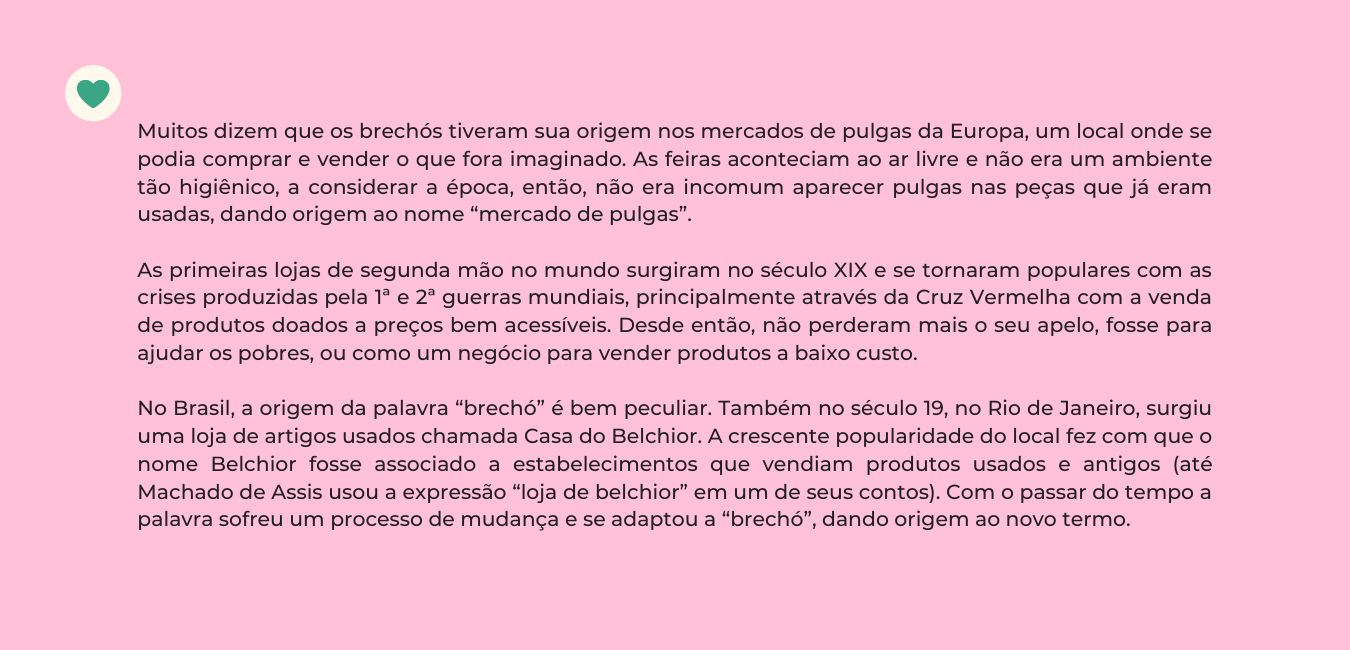 Muitos dizem que os brechós tiveram sua origem nos mercados de pulgas da Europa, um local onde se
podia comprar e vender o que fora imaginado. As feiras aconteciam ao ar livre e não era um ambiente
tão higiênico, a considerar a época, então, não era incomum aparecer pulgas nas peças que já eram
usadas, dando origem ao nome “mercado de pulgas”.
As primeiras lojas de segunda mão no mundo surgiram no século XIX e se tornaram populares com as
crises produzidas pela 1ª e 2ª guerras mundiais, principalmente através da Cruz Vermelha com a venda
de produtos doados a preços bem acessíveis. Desde então, não perderam mais o seu apelo, fosse para
ajudar os pobres, ou como um negócio para vender produtos a baixo custo.
No Brasil, a origem da palavra “brechó” é bem peculiar. Também no século 19, no Rio de Janeiro, surgiu
uma loja de artigos usados chamada Casa do Belchior. A crescente popularidade do local fez com que o
nome Belchior fosse associado a estabelecimentos que vendiam produtos usados e antigos (até
Machado de Assis usou a expressão “loja de belchior” em um de seus contos). Com o passar do tempo a
palavra sofreu um processo de mudança e se adaptou a “brechó”, dando origem ao novo termo.